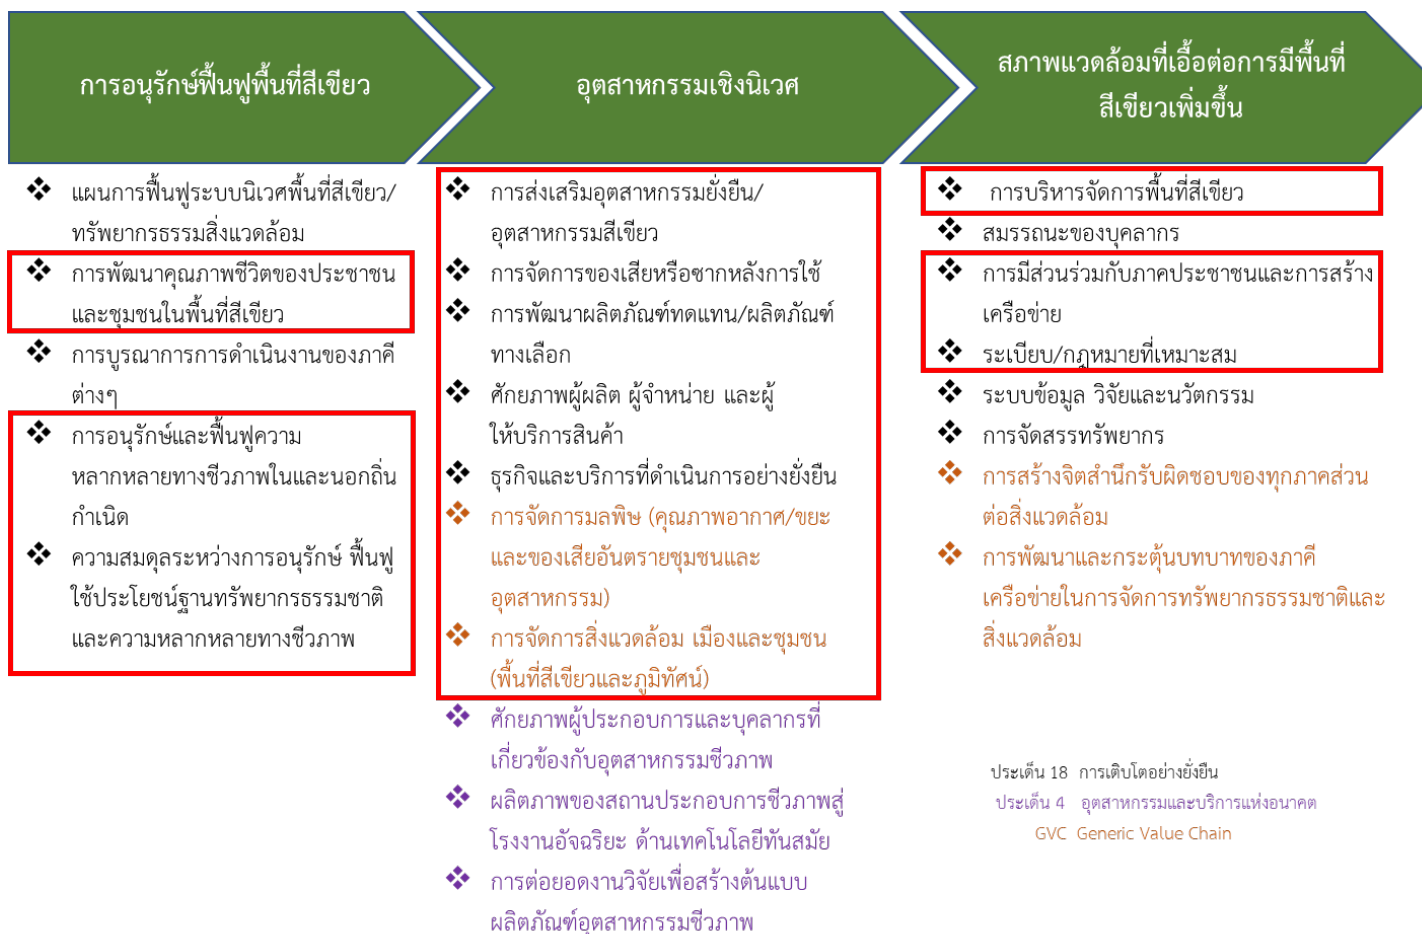 การอนุรักษ์ฟื้นฟูพื้นที่สีเขียว
อุตสาหกรรมเชิงนิเวศ
สภาพแวดล้อมที่เอื้อต่อการมีพื้นที่
สีเขียวเพิ่มขึ้น
แผนการฟื้นฟูระบบนิเวศพื้นที่สีเขียว/
ทรัพยากรธรรมสิ่งแวดล้อม
การพัฒนาคุณภาพชีวิตของประชาชน
และชุมชนในพื้นที่สีเขียว
การบูรณาการการดำเนินงานของภาคี
ต่างๆ
การอนุรักษ์และฟื้นฟูความ
หลากหลายทางชีวภาพในและนอกถิ่น
กำเนิด
ความสมดุลระหว่างการอนุรักษ์ ฟื้นฟู
ใช้ประโยชน์ฐานทรัพยากรธรรมชาติ
และความหลากหลายทางชีวภาพ
การส่งเสริมอุตสาหกรรมยั่งยืน/
อุตสาหกรรมสีเขียว
การจัดการของเสียหรือซากหลังการใช้
การพัฒนาผลิตภัณฑ์ทดแทน/ผลิตภัณฑ์
ทางเลือก
ศักยภาพผู้ผลิต ผู้จำหน่าย และผู้
ให้บริการสินค้า
ธุรกิจและบริการที่ดำเนินการอย่างยั่งยืน
การจัดการมลพิษ (คุณภาพอากาศ/ขยะ
และของเสียอันตรายชุมชนและ
อุตสาหกรรม)
การจัดการสิ่งแวดล้อม เมืองและชุมชน
(พื้นที่สีเขียวและภูมิทัศน์)
ศักยภาพผู้ประกอบการและบุคลากรที่
เกี่ยวข้องกับอุตสาหกรรมชีวภาพ
ผลิตภาพของสถานประกอบการชีวภาพสู่
โรงงานอัจฉริยะ ด้านเทคโนโลยีทันสมัย
การต่อยอดงานวิจัยเพื่อสร้างต้นแบบ
ผลิตภัณฑ์อุตสาหกรรมชีวภาพ
การบริหารจัดการพื้นที่สีเขียว
สมรรถนะของบุคลากร
การมีส่วนร่วมกับภาคประชาชนและการสร้าง
เครือข่าย
ระเบียบ/กฎหมายที่เหมาะสม
ระบบข้อมูล วิจัยและนวัตกรรม
การจัดสรรทรัพยากร
การสร้างจิตสำนึกรับผิดชอบของทุกภาคส่วน
ต่อสิ่งแวดล้อม
การพัฒนาและกระตุ้นบทบาทของภาคี
เครือข่ายในการจัดการทรัพยากรธรรมชาติและ
สิ่งแวดล้อม
ประเด็น 18 การเติบโตอย่างยั่งยืน
ประเด็น 4 อุตสาหกรรมและบริการแห่งอนาคต
GVC Generic Value Chain